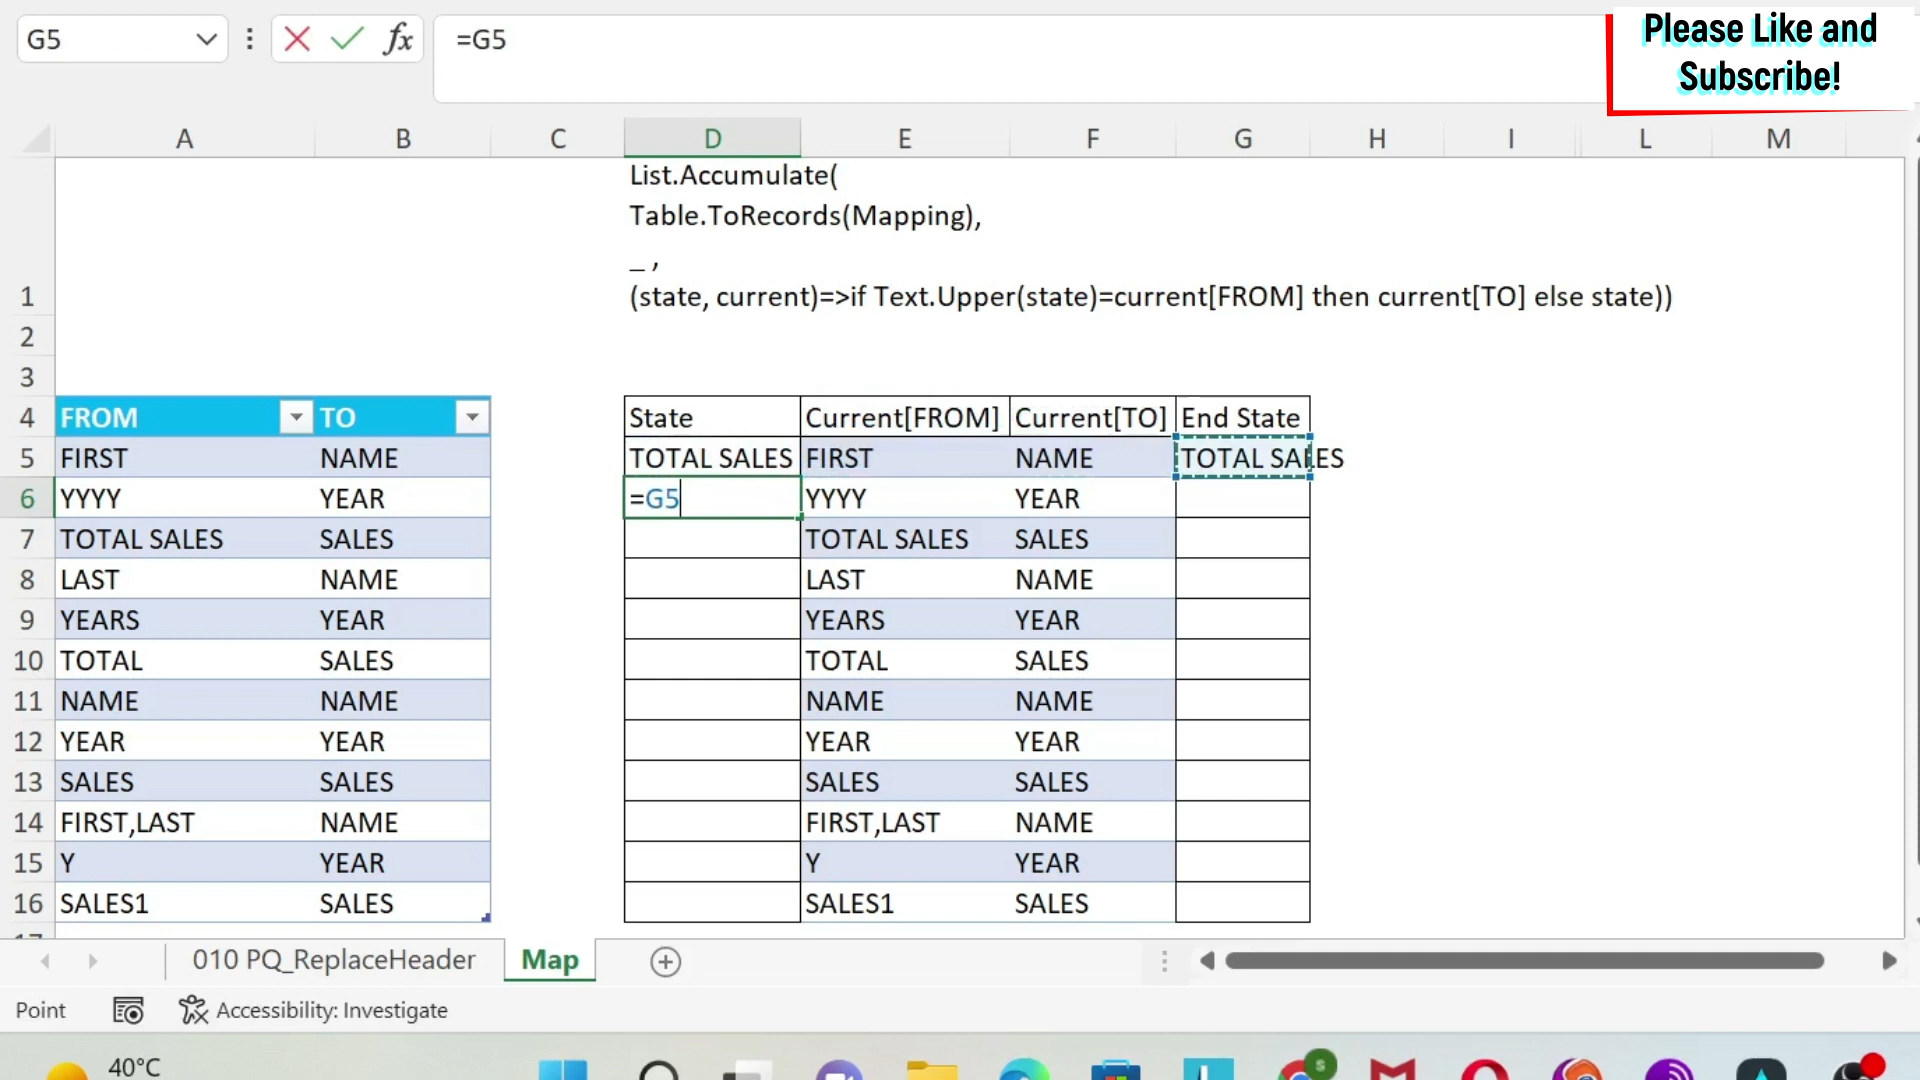 G5
fx
=G5
Please Like and
Subscribe!
A B C D E F G H I L M
List.Accumulate(
Table.ToRecords(Mapping),
_ ,
1 (state, current)=>if Text.Upper(state)=current[FROM] then current[TO] else state))
2
3
4 FROM TO State Current[FROM] Current[TO] End State
5 FIRST NAME TOTAL SALES FIRST NAME TOTAL SALES
6 YYYY YEAR =G5 YYYY YEAR
7 TOTAL SALES SALES TOTAL SALES SALES
8 LAST NAME LAST NAME
9 YEARS YEAR YEARS YEAR
10 TOTAL SALES TOTAL SALES
11 NAME NAME NAME NAME
12 YEAR YEAR YEAR YEAR
13 SALES SALES SALES SALES
14 FIRST,LAST NAME FIRST,LAST NAME
15 Y YEAR Y YEAR
16 SALES1 SALES SALES1 SALES
010 PQ_ReplaceHeader Map
Point Accessibility: Investigate
40°C